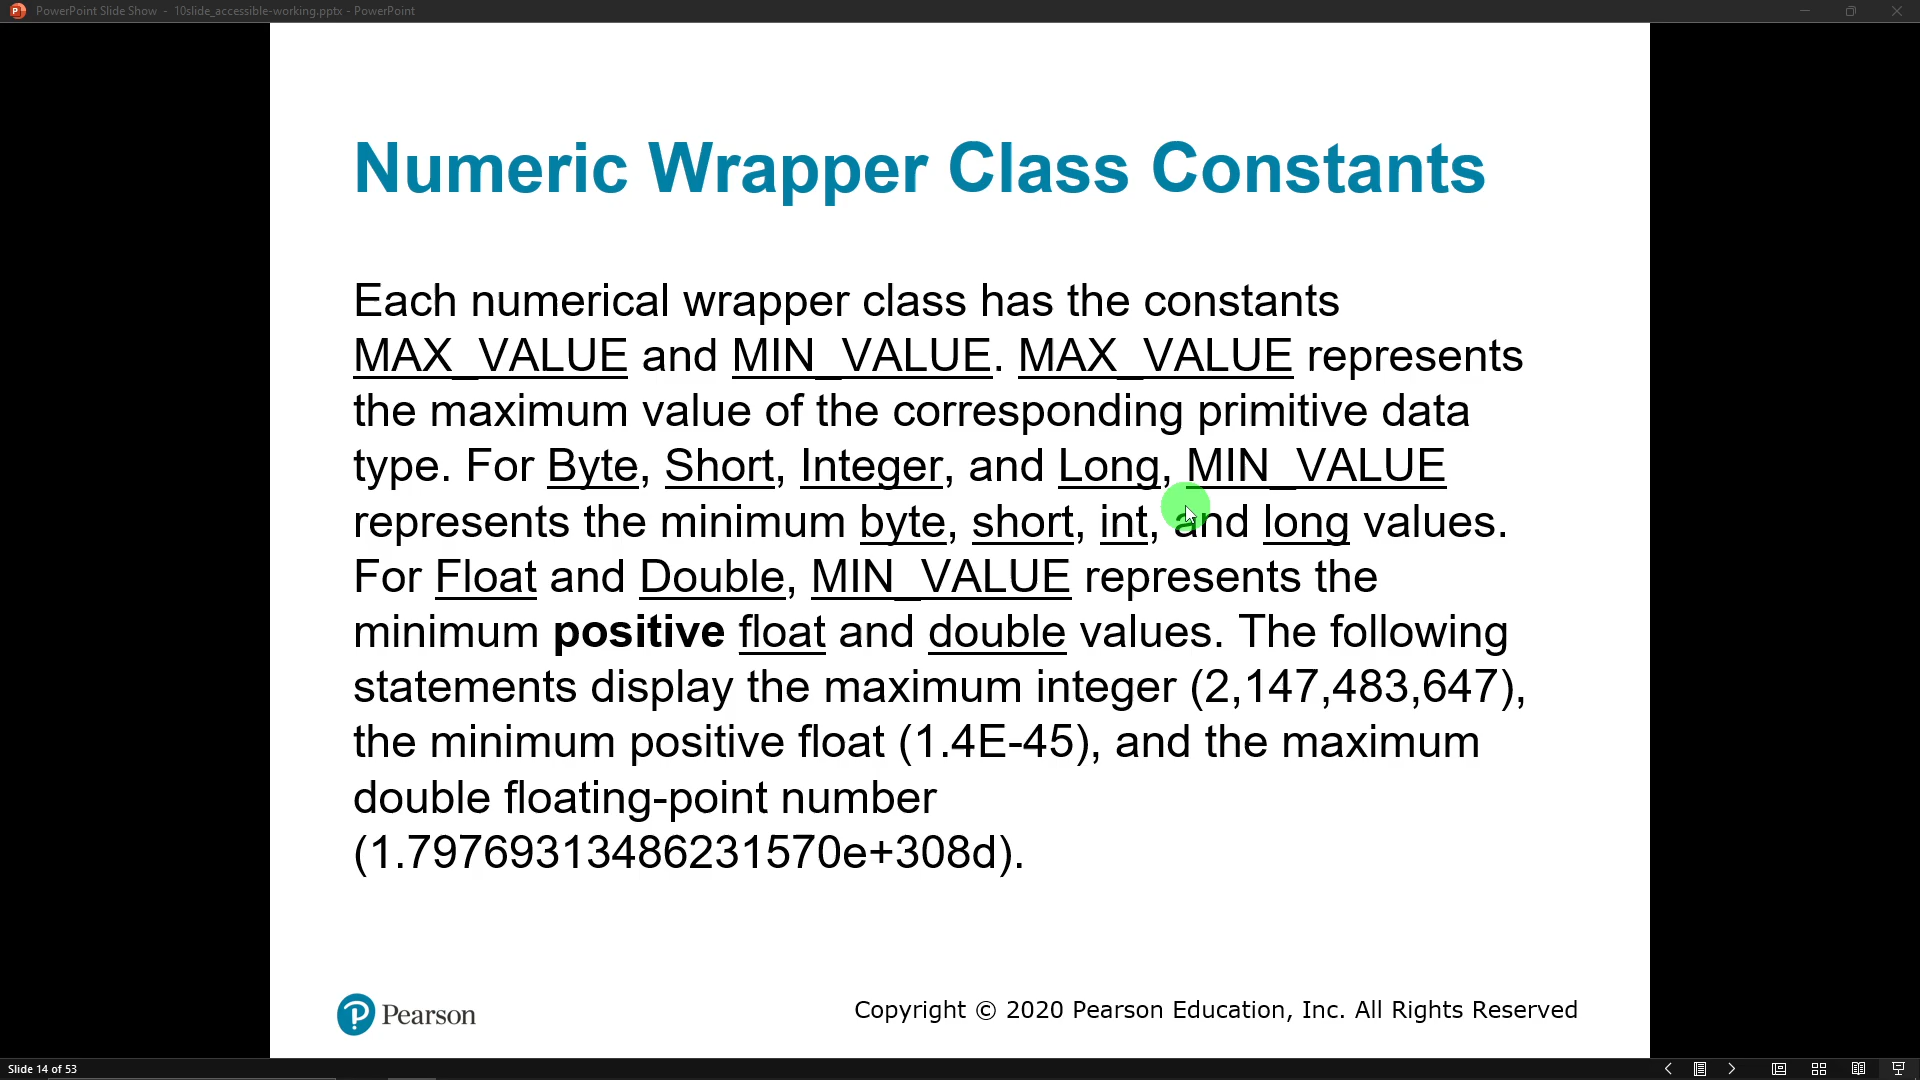 PowerPoint Slide Show - 10slide_accessible-working.pptx - PowerPoint
Numeric Wrapper Class Constants
Each numerical wrapper class has the constants
MAX_VALUE and MIN_VALUE. MAX_VALUE represents
the maximum value of the corresponding primitive data
type. For Byte, Short, Integer, and Long, MIN_VALUE
represents the minimum byte, short, int, and long values.
For Float and Double, MIN_VALUE represents the
minimum positive float and double values. The following
statements display the maximum integer (2,147,483,647),
the minimum positive float (1.4E-45), and the maximum
double floating-point number
(1.79769313486231570e+308d).
Pearson
Copyright © 2020 Pearson Education, Inc. All Rights Reserved
Slide 14 of 53